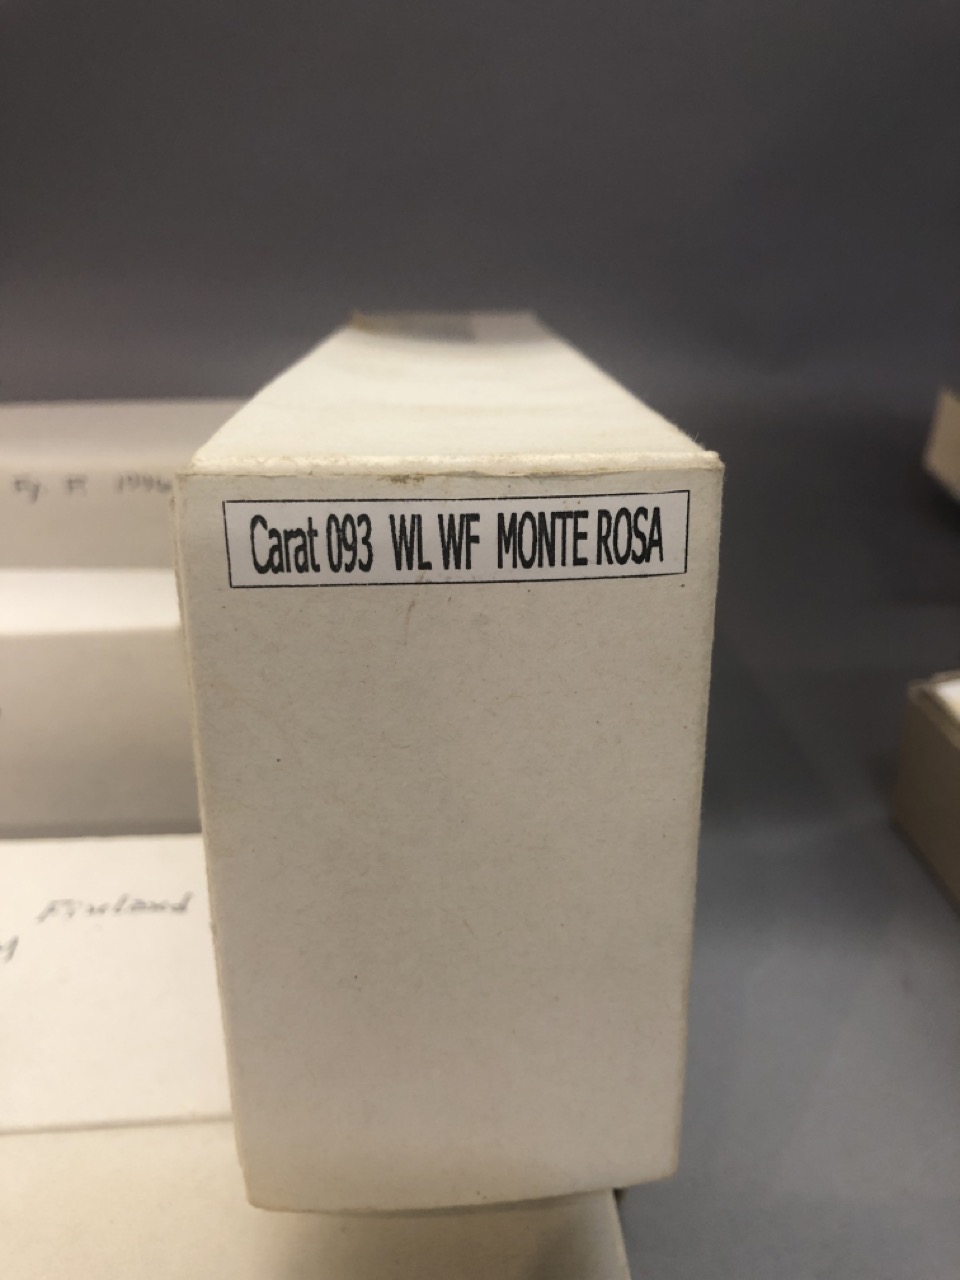 Carat 093 WL WF MONTE ROSA
Finland